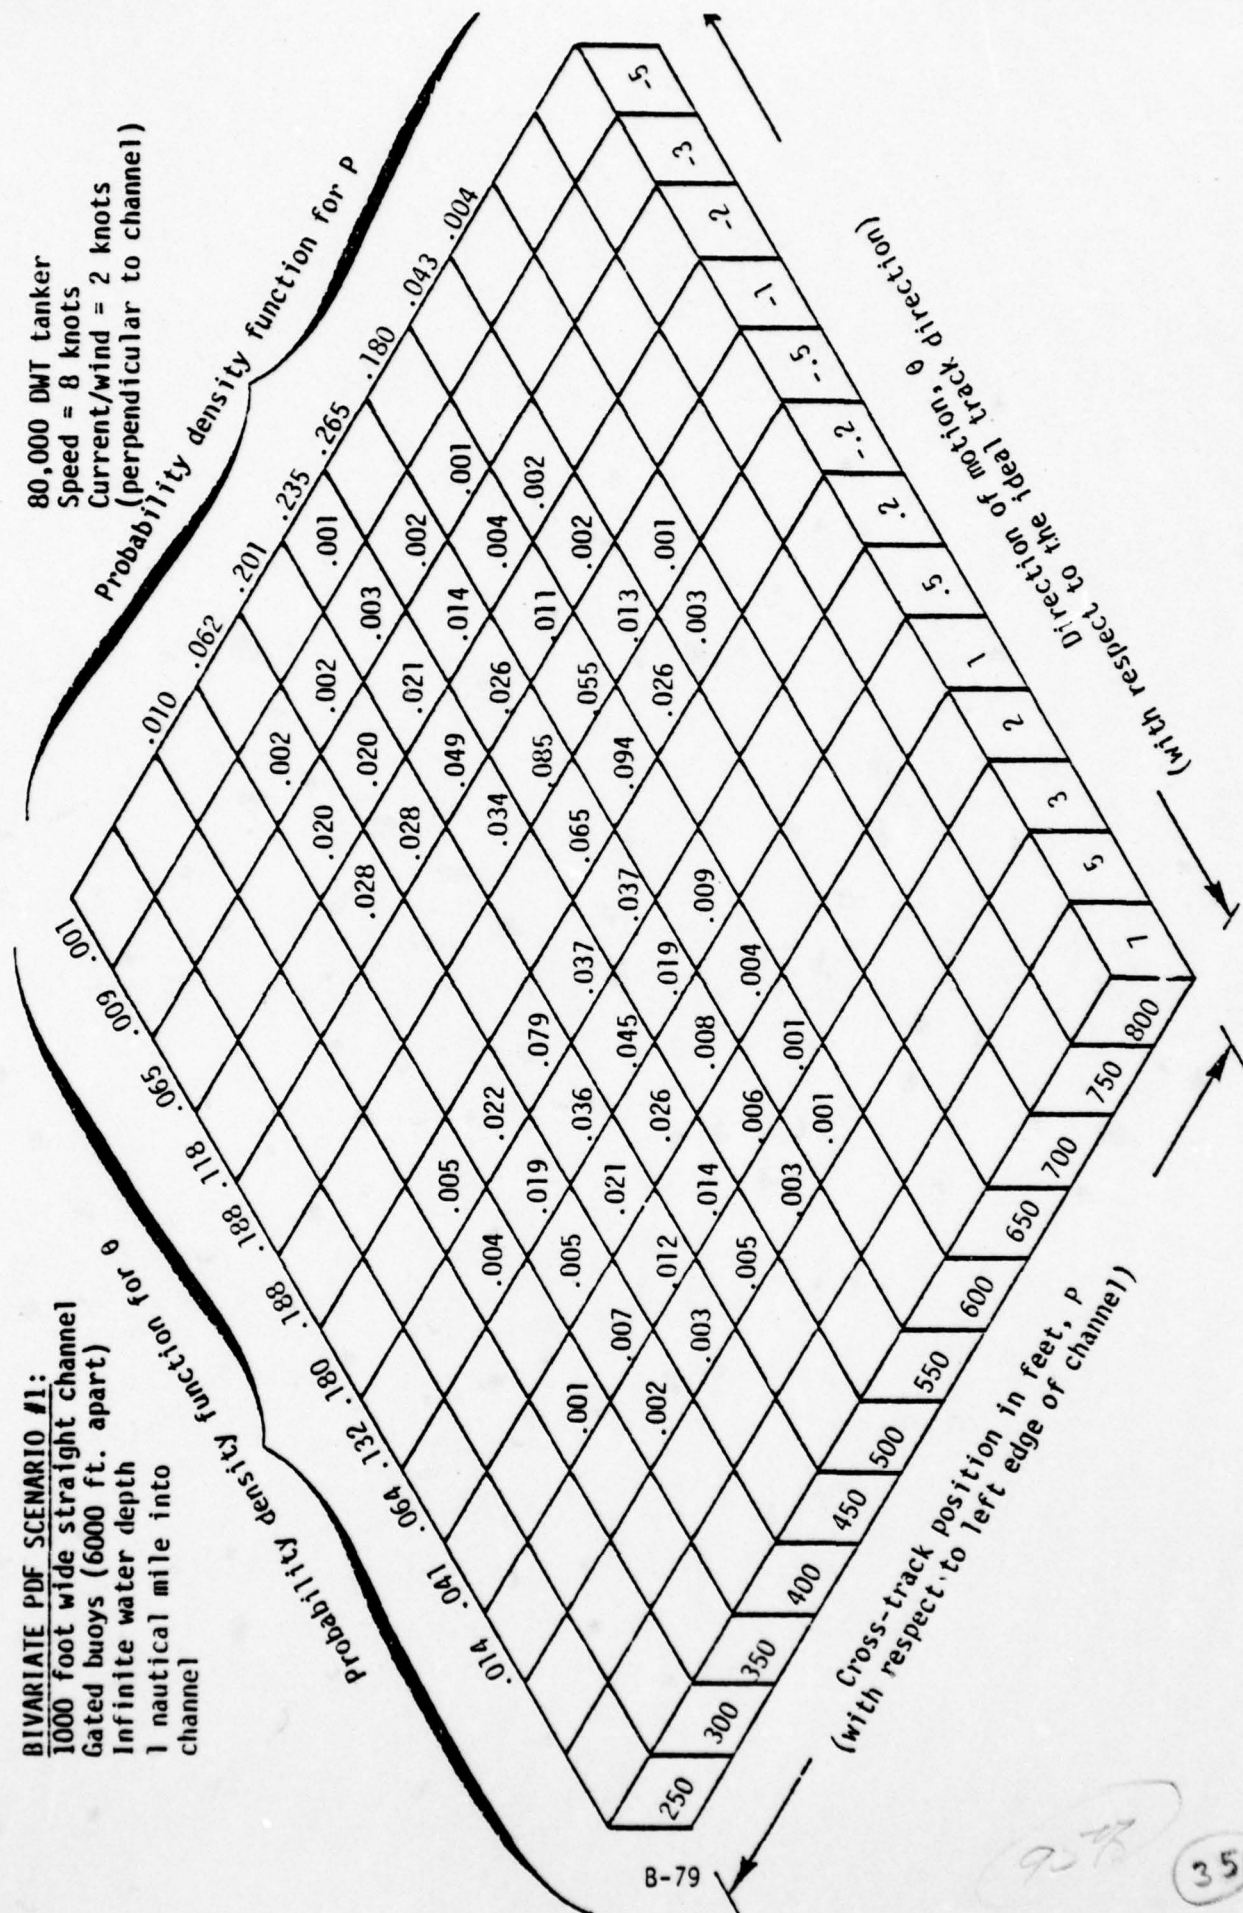 BIVARIATE PDF SCENARIO #1:
1000 foot wide straight channel
Gated buoys (6000 ft. apart)
Infinite water depth
1 nautical mile into
channel
80,000 DWT tanker
Speed = 8 knots
Current/wind = 2 knots
(perpendicular to channel)
Probability density function for θ
.014 .041 .064 .132 .180 .188 .188 .118 .065 .009 .001
Probability density function for P
.010 .062 .201 .235 .265 .180 .043 .004
.001
.002
.001 .002 .004 .002 .001
.003 .014 .011 .013 .003
.002 .021 .026 .055 .026
.002 .020 .049 .085 .094
.020 .028 .034 .065
.028 .037 .009
.037 .019 .004
.079 .045 .008 .001
.022 .036 .026 .006 .001
.005 .019 .021 .014 .003
.004 .005 .012 .005
.007 .003
.001 .002
250 300 350 400 450 500 550 600 650 700 750 800
7 5 3 2 1 .5 .2 -.2 -.5 -1 -2 -3 -5
Cross-track position in feet, P
(with respect to left edge of channel)
Direction of motion, θ
(with respect to the ideal track direction)
B-79
35